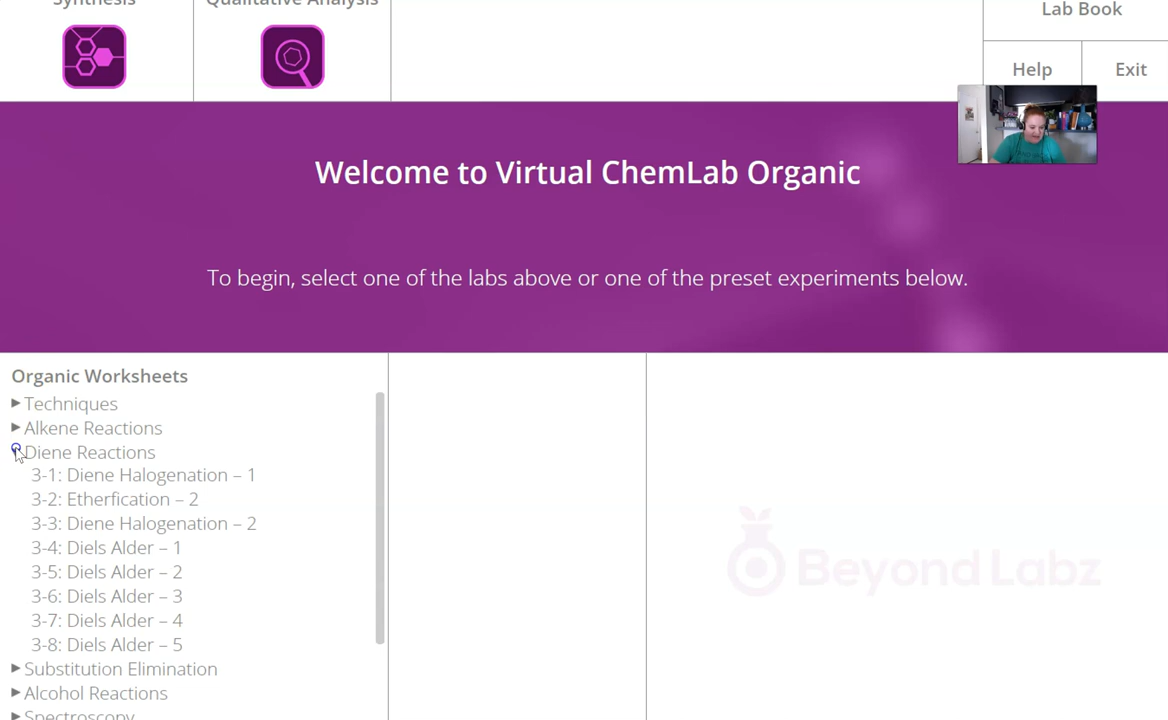 Synthesis
Qualitative Analysis
Lab Book
Help
Exit
Welcome to Virtual ChemLab Organic
To begin, select one of the labs above or one of the preset experiments below.
Organic Worksheets
Techniques
Alkene Reactions
Diene Reactions
3-1: Diene Halogenation – 1
3-2: Etherfication – 2
3-3: Diene Halogenation – 2
3-4: Diels Alder – 1
3-5: Diels Alder – 2
3-6: Diels Alder – 3
3-7: Diels Alder – 4
3-8: Diels Alder – 5
Substitution Elimination
Alcohol Reactions
Spectroscopy
Beyond Labz